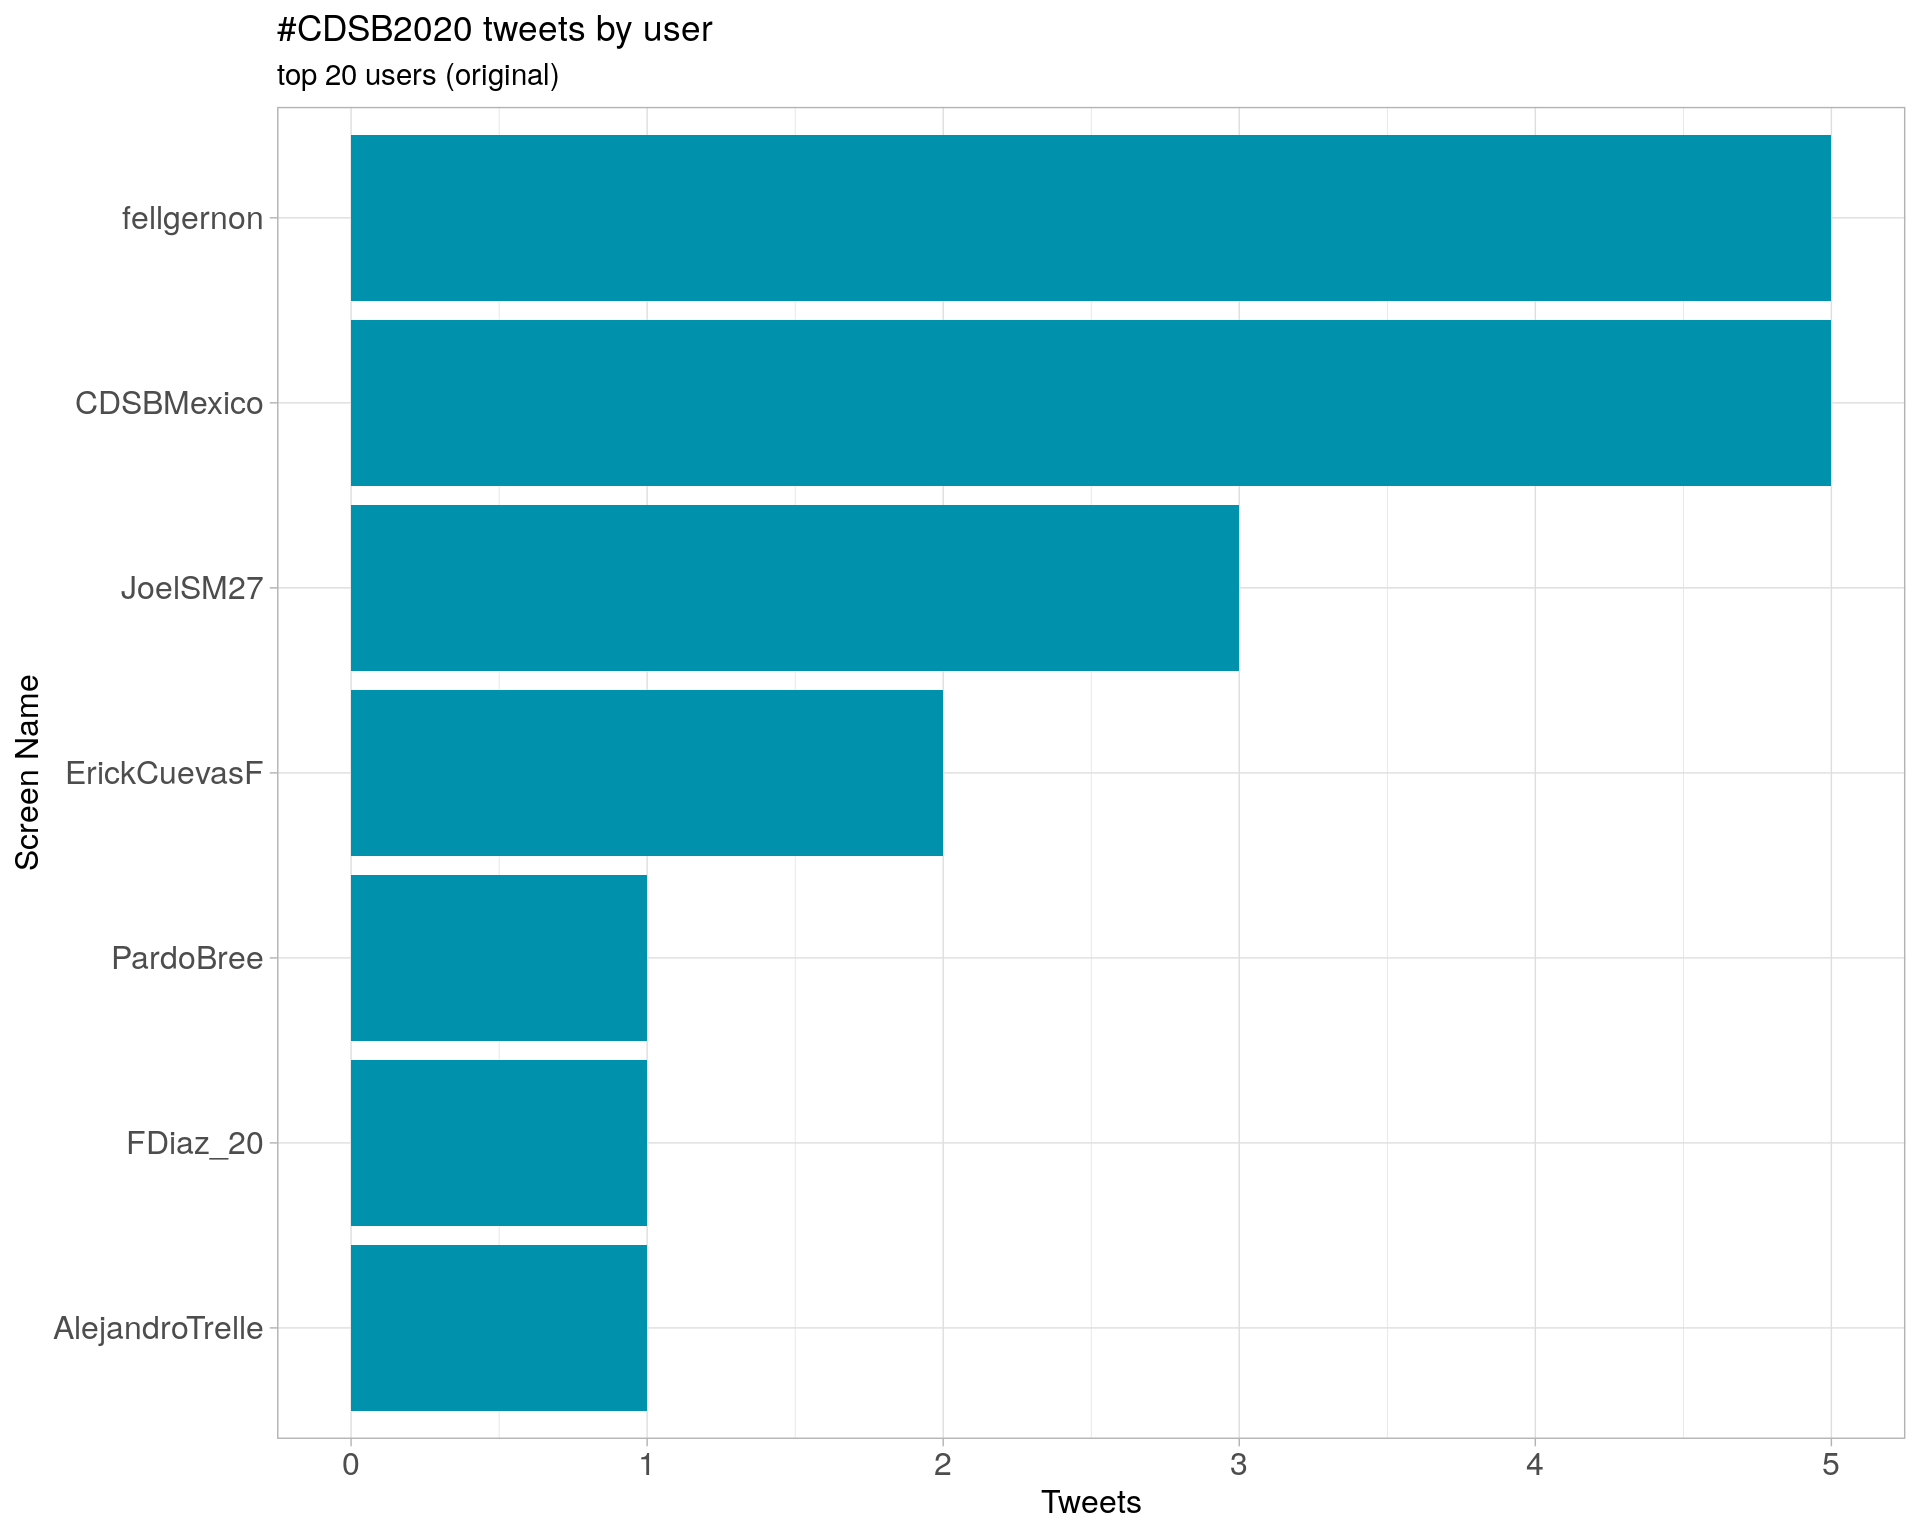 #CDSB2020 tweets by user
top 20 users (original)
Screen Name
fellgernon
CDSBMexico
JoelSM27
ErickCuevasF
PardoBree
FDiaz_20
AlejandroTrelle
0 1 2 3 4 5
Tweets